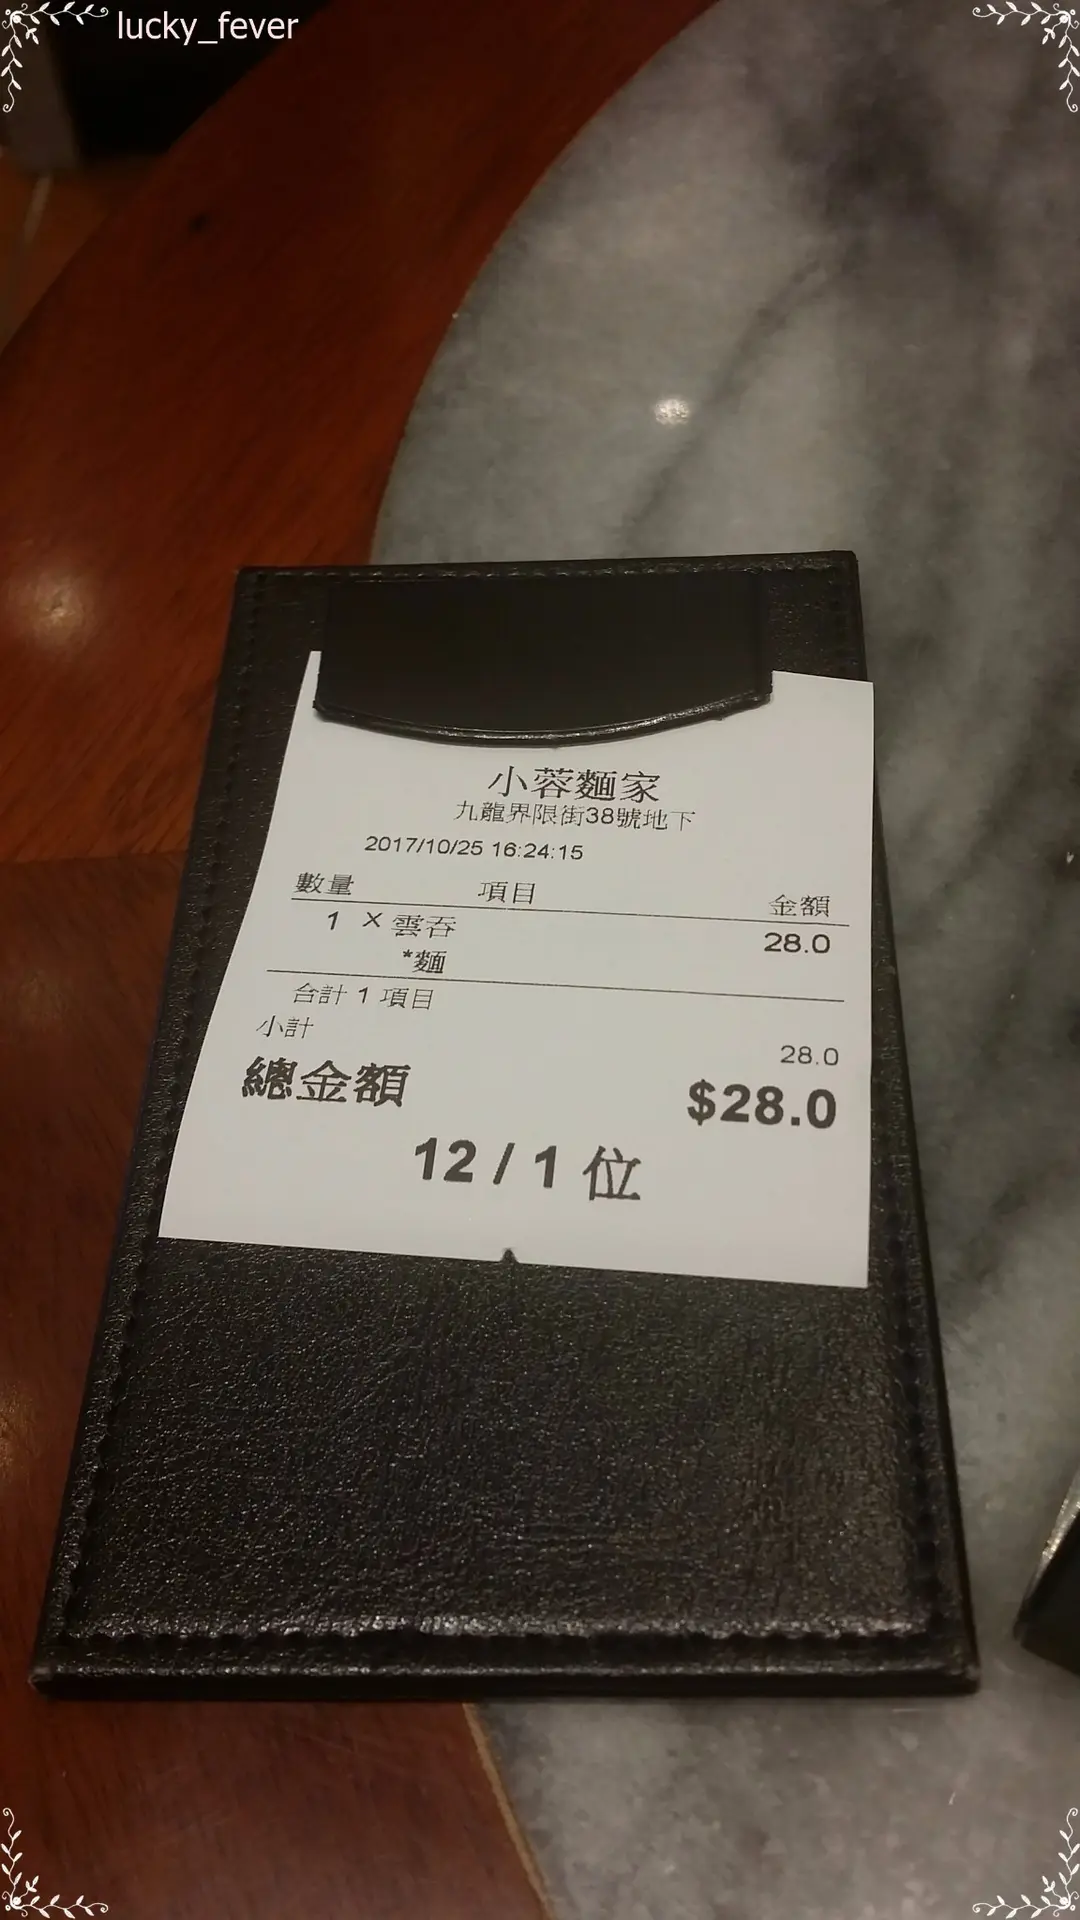 lucky_fever
小蓉麵家
九龍界限街38號地下
2017/10/25 16:24:15
數量 項目 金額
1 × 雲吞 28.0
*麵
合計 1 項目
小計 28.0
總金額 $28.0
12 / 1 位